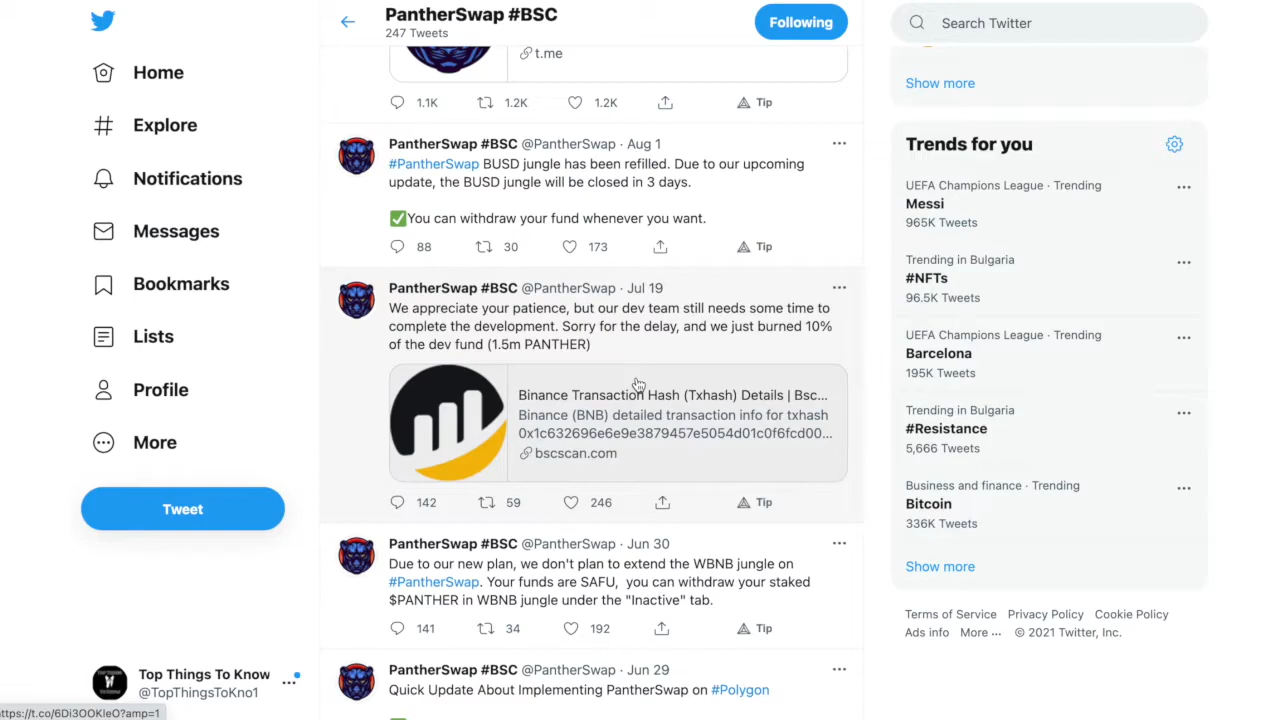 Home
Explore
Notifications
Messages
Bookmarks
Lists
Profile
More
Tweet
Top Things To Know
@TopThingsToKno1
https://t.co/6Di3OOKIeO?amp=1
PantherSwap #BSC
247 Tweets
Following
t.me
1.1K 1.2K 1.2K Tip
PantherSwap #BSC @PantherSwap · Aug 1
#PantherSwap BUSD jungle has been refilled. Due to our upcoming
update, the BUSD jungle will be closed in 3 days.
✅You can withdraw your fund whenever you want.
88 30 173 Tip
PantherSwap #BSC @PantherSwap · Jul 19
We appreciate your patience, but our dev team still needs some time to
complete the development. Sorry for the delay, and we just burned 10%
of the dev fund (1.5m PANTHER)
Binance Transaction Hash (Txhash) Details | Bsc...
Binance (BNB) detailed transaction info for txhash
0x1c632696e6e9e3879457e5054d01c0f6fcd00...
bscscan.com
142 59 246 Tip
PantherSwap #BSC @PantherSwap · Jun 30
Due to our new plan, we don't plan to extend the WBNB jungle on
#PantherSwap. Your funds are SAFU, you can withdraw your staked
$PANTHER in WBNB jungle under the "Inactive" tab.
141 34 192 Tip
PantherSwap #BSC @PantherSwap · Jun 29
Quick Update About Implementing PantherSwap on #Polygon
Search Twitter
Show more
Trends for you
UEFA Champions League · Trending
Messi
965K Tweets
Trending in Bulgaria
#NFTs
96.5K Tweets
UEFA Champions League · Trending
Barcelona
195K Tweets
Trending in Bulgaria
#Resistance
5,666 Tweets
Business and finance · Trending
Bitcoin
336K Tweets
Show more
Terms of Service Privacy Policy Cookie Policy
Ads info More ··· © 2021 Twitter, Inc.